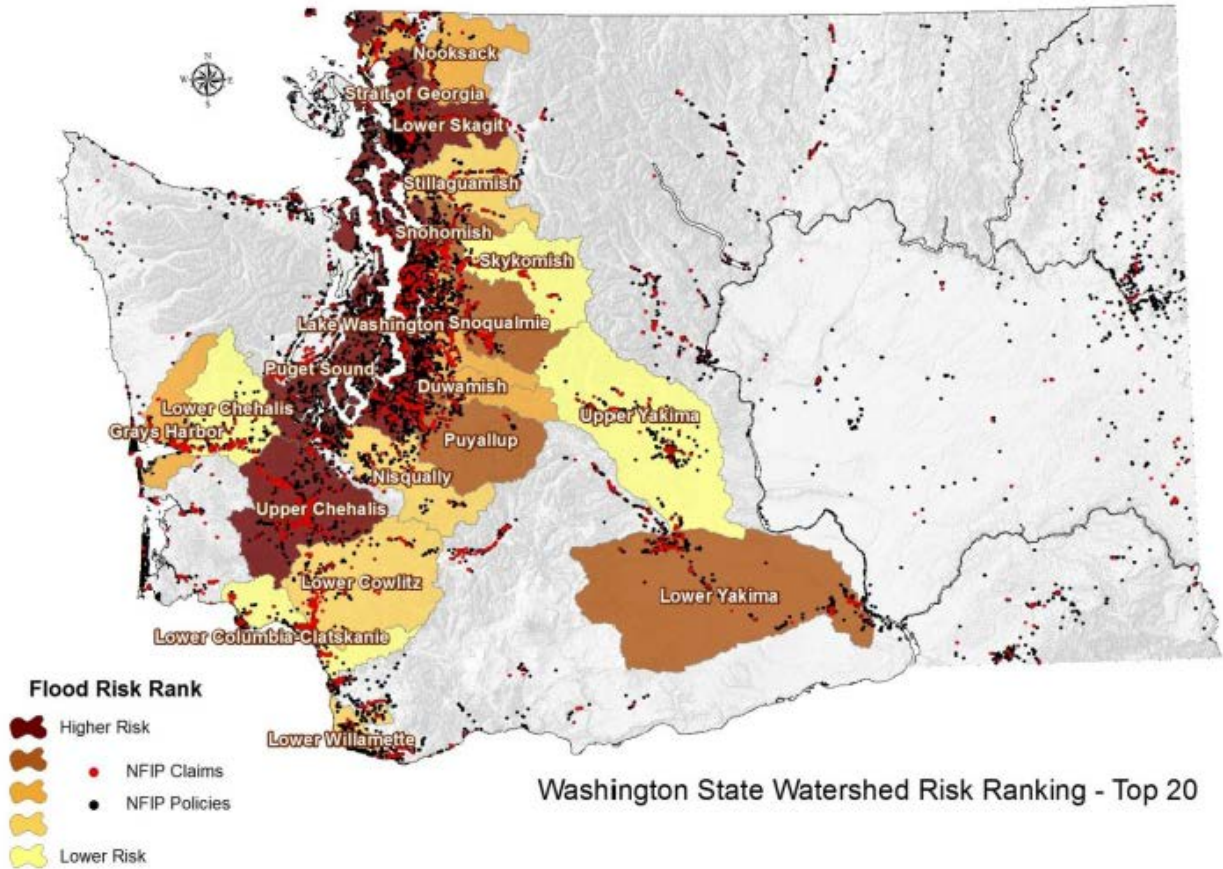 N
W
E
S
Nooksack
Strait of Georgia
Lower Skagit
Stillaguamish
Snohomish
Skykomish
Lake Washington
Snoqualmie
Puget Sound
Duwamish
Lower Chehalis
Upper Yakima
Grays Harbor
Puyallup
Nisqually
Upper Chehalis
Lower Cowlitz
Lower Yakima
Lower Columbia-Clatskanie
Lower Willamette
Flood Risk Rank
Higher Risk
NFIP Claims
NFIP Policies
Lower Risk
Washington State Watershed Risk Ranking - Top 20